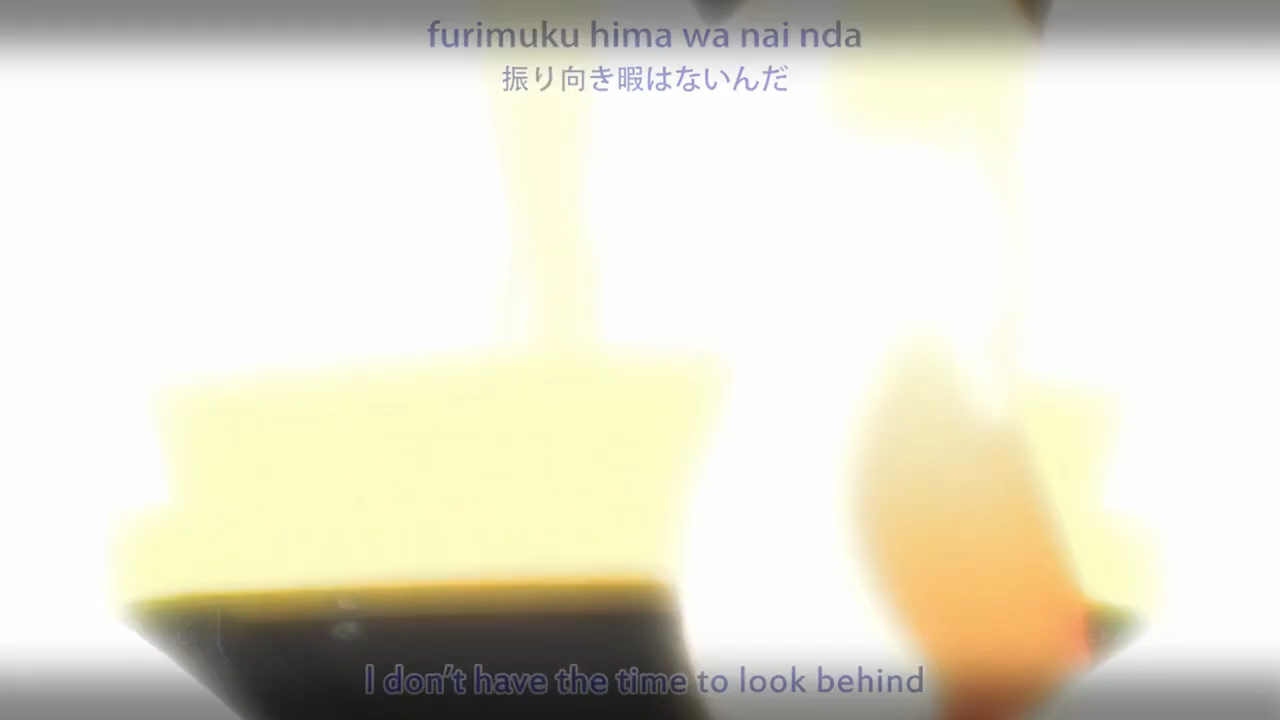 furimuku hima wa nai nda
振り向き暇はないんだ
I don't have the time to look behind